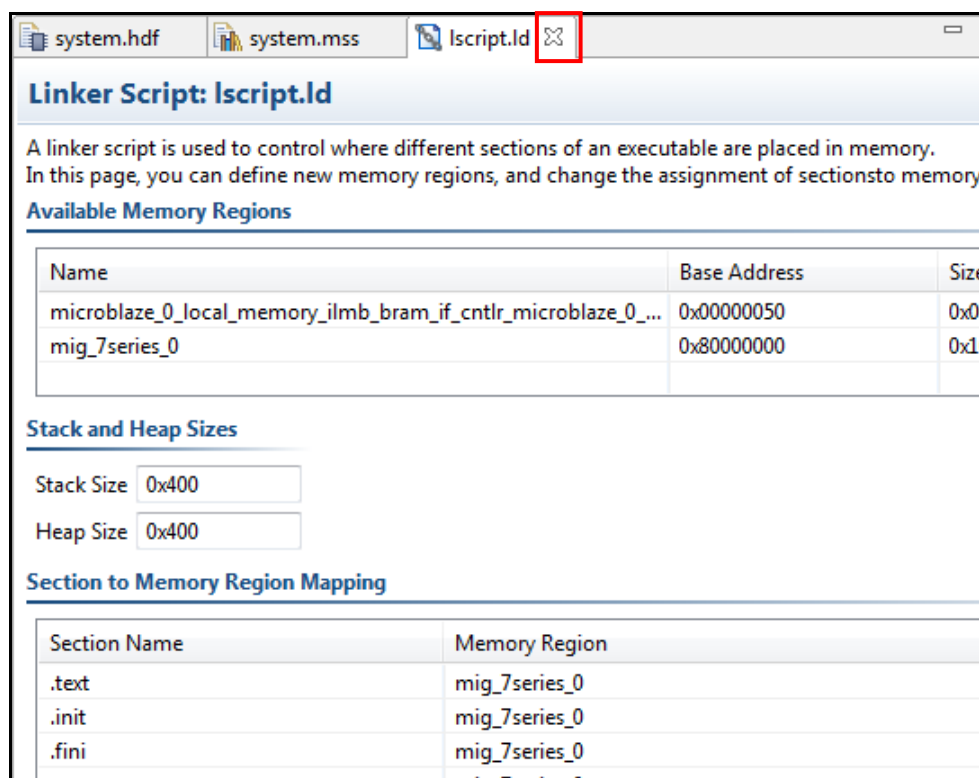 system.hdf system.mss lscript.ld
Linker Script: lscript.ld
A linker script is used to control where different sections of an executable are placed in memory.
In this page, you can define new memory regions, and change the assignment of sectionsto memory
Available Memory Regions
Name Base Address Size
microblaze_0_local_memory_ilmb_bram_if_cntlr_microblaze_0_... 0x00000050 0x0
mig_7series_0 0x80000000 0x1
Stack and Heap Sizes
Stack Size 0x400
Heap Size 0x400
Section to Memory Region Mapping
Section Name Memory Region
.text mig_7series_0
.init mig_7series_0
.fini mig_7series_0